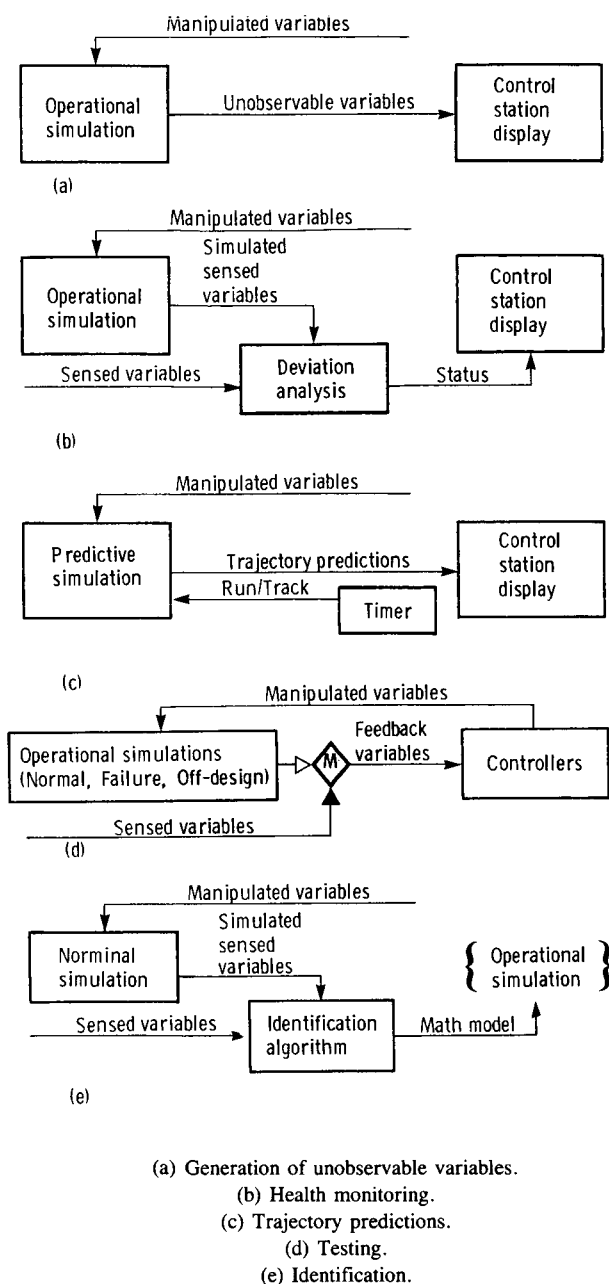 Manipulated variables
Operational
simulation
Unobservable variables
Control
station
display
(a)
Manipulated variables
Operational
simulation
Simulated
sensed
variables
Control
station
display
Sensed variables
Deviation
analysis
Status
(b)
Manipulated variables
Predictive
simulation
Trajectory predictions
Run/Track
Timer
Control
station
display
(c)
Manipulated variables
Operational simulations
(Normal, Failure, Off-design)
M
Feedback
variables
Controllers
Sensed variables
(d)
Manipulated variables
Norminal
simulation
Simulated
sensed
variables
{ Operational
simulation }
Sensed variables
Identification
algorithm
Math model
(e)
(a) Generation of unobservable variables.
(b) Health monitoring.
(c) Trajectory predictions.
(d) Testing.
(e) Identification.